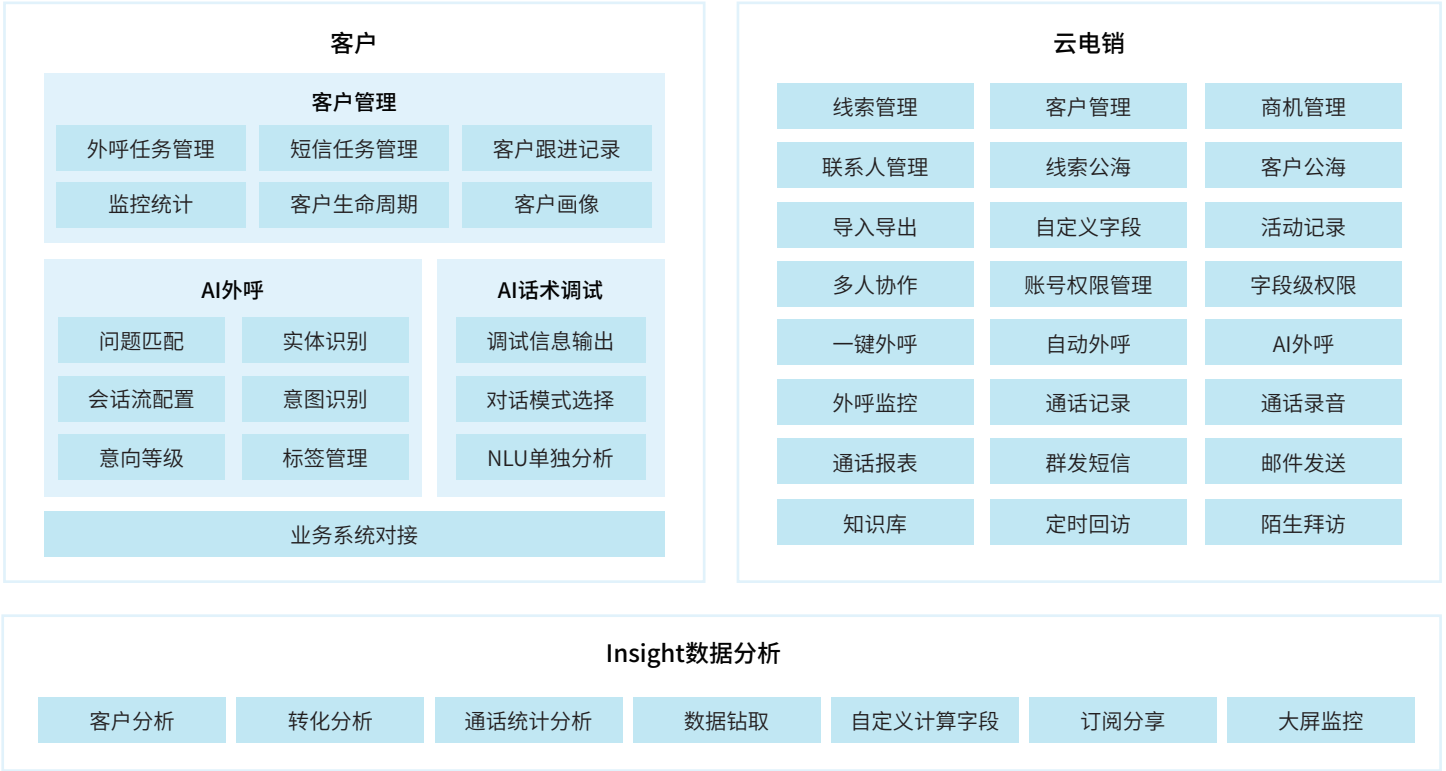 客户
客户管理
外呼任务管理 短信任务管理 客户跟进记录
监控统计 客户生命周期 客户画像
AI外呼
问题匹配 实体识别
会话流配置 意图识别
意向等级 标签管理
AI话术调试
调试信息输出
对话模式选择
NLU单独分析
业务系统对接
云电销
线索管理 客户管理 商机管理
联系人管理 线索公海 客户公海
导入导出 自定义字段 活动记录
多人协作 账号权限管理 字段级权限
一键外呼 自动外呼 AI外呼
外呼监控 通话记录 通话录音
通话报表 群发短信 邮件发送
知识库 定时回访 陌生拜访
Insight数据分析
客户分析 转化分析 通话统计分析 数据钻取 自定义计算字段 订阅分享 大屏监控